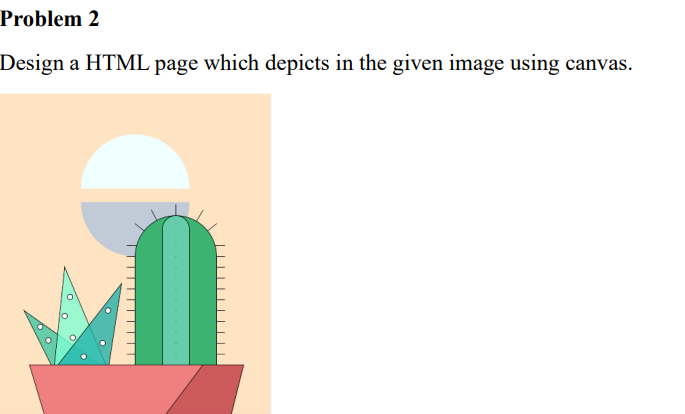 Problem 2
Design a HTML page which depicts in the given image using canvas.